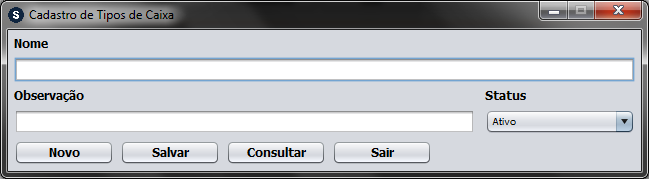 S Cadastro de Tipos de Caixa
Nome
Observação Status
Ativo
Novo Salvar Consultar Sair